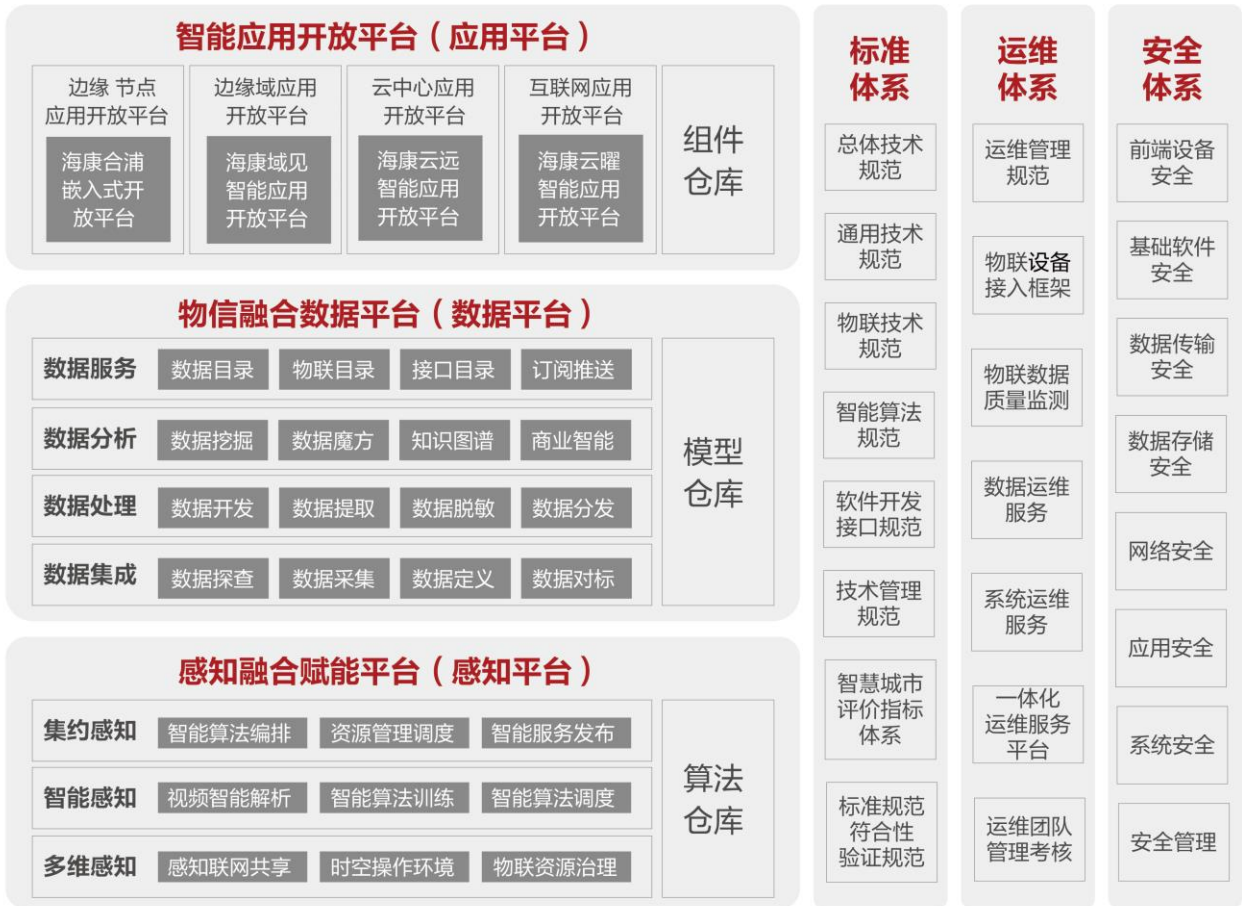 智能应用开放平台（应用平台）
边缘 节点
应用开放平台
海康合浦
嵌入式开
放平台
边缘域应用
开放平台
海康域见
智能应用
开放平台
云中心应用
开放平台
海康云远
智能应用
开放平台
互联网应用
开放平台
海康云曜
智能应用
开放平台
组件
仓库
物信融合数据平台（数据平台）
数据服务 数据目录 物联目录 接口目录 订阅推送
数据分析 数据挖掘 数据魔方 知识图谱 商业智能
数据处理 数据开发 数据提取 数据脱敏 数据分发
数据集成 数据探查 数据采集 数据定义 数据对标
模型
仓库
感知融合赋能平台（感知平台）
集约感知 智能算法编排 资源管理调度 智能服务发布
智能感知 视频智能解析 智能算法训练 智能算法调度
多维感知 感知联网共享 时空操作环境 物联资源治理
算法
仓库
标准
体系
总体技术
规范
通用技术
规范
物联技术
规范
智能算法
规范
软件开发
接口规范
技术管理
规范
智慧城市
评价指标
体系
标准规范
符合性
验证规范
运维
体系
运维管理
规范
物联设备
接入框架
物联数据
质量监测
数据运维
服务
系统运维
服务
一体化
运维服务
平台
运维团队
管理考核
安全
体系
前端设备
安全
基础软件
安全
数据传输
安全
数据存储
安全
网络安全
应用安全
系统安全
安全管理